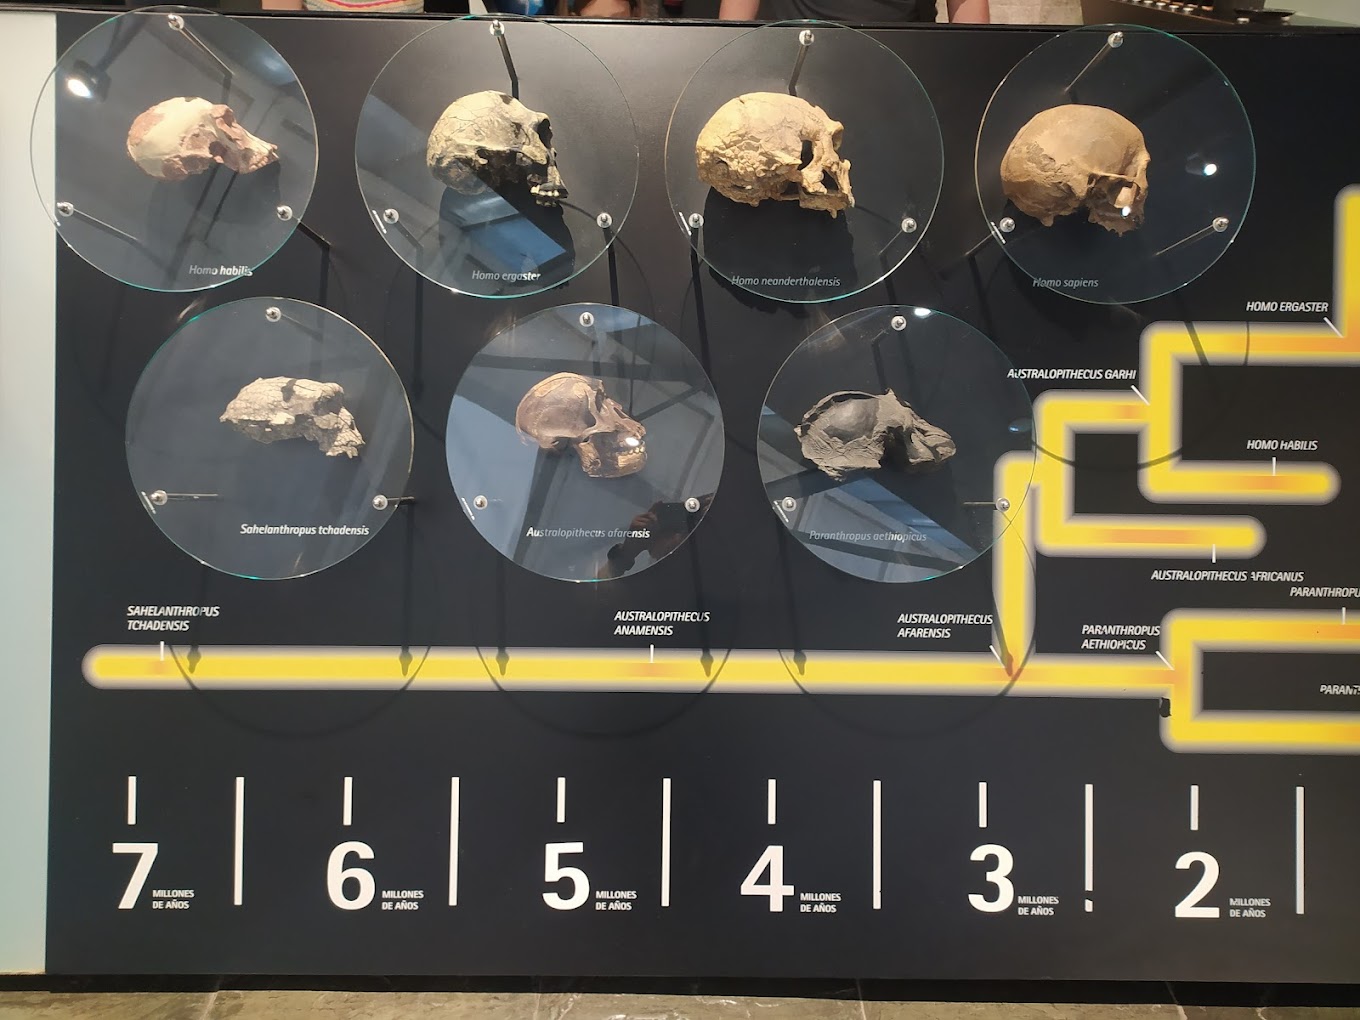 Homo habilis
Homo ergaster
Homo neanderthalensis
Homo sapiens
Sahelanthropus tchadensis
Australopithecus afarensis
Paranthropus aethiopicus
HOMO ERGASTER
AUSTRALOPITHECUS GARHI
HOMO HABILIS
AUSTRALOPITHECUS AFRICANUS
SAHELANTHROPUS
TCHADENSIS
AUSTRALOPITHECUS
ANAMENSIS
AUSTRALOPITHECUS
AFARENSIS
PARANTHROPUS
AETHIOPICUS
7 MILLONES
DE AÑOS
6 MILLONES
DE AÑOS
5 MILLONES
DE AÑOS
4 MILLONES
DE AÑOS
3 MILLONES
DE AÑOS
2 MILLONES
DE AÑOS